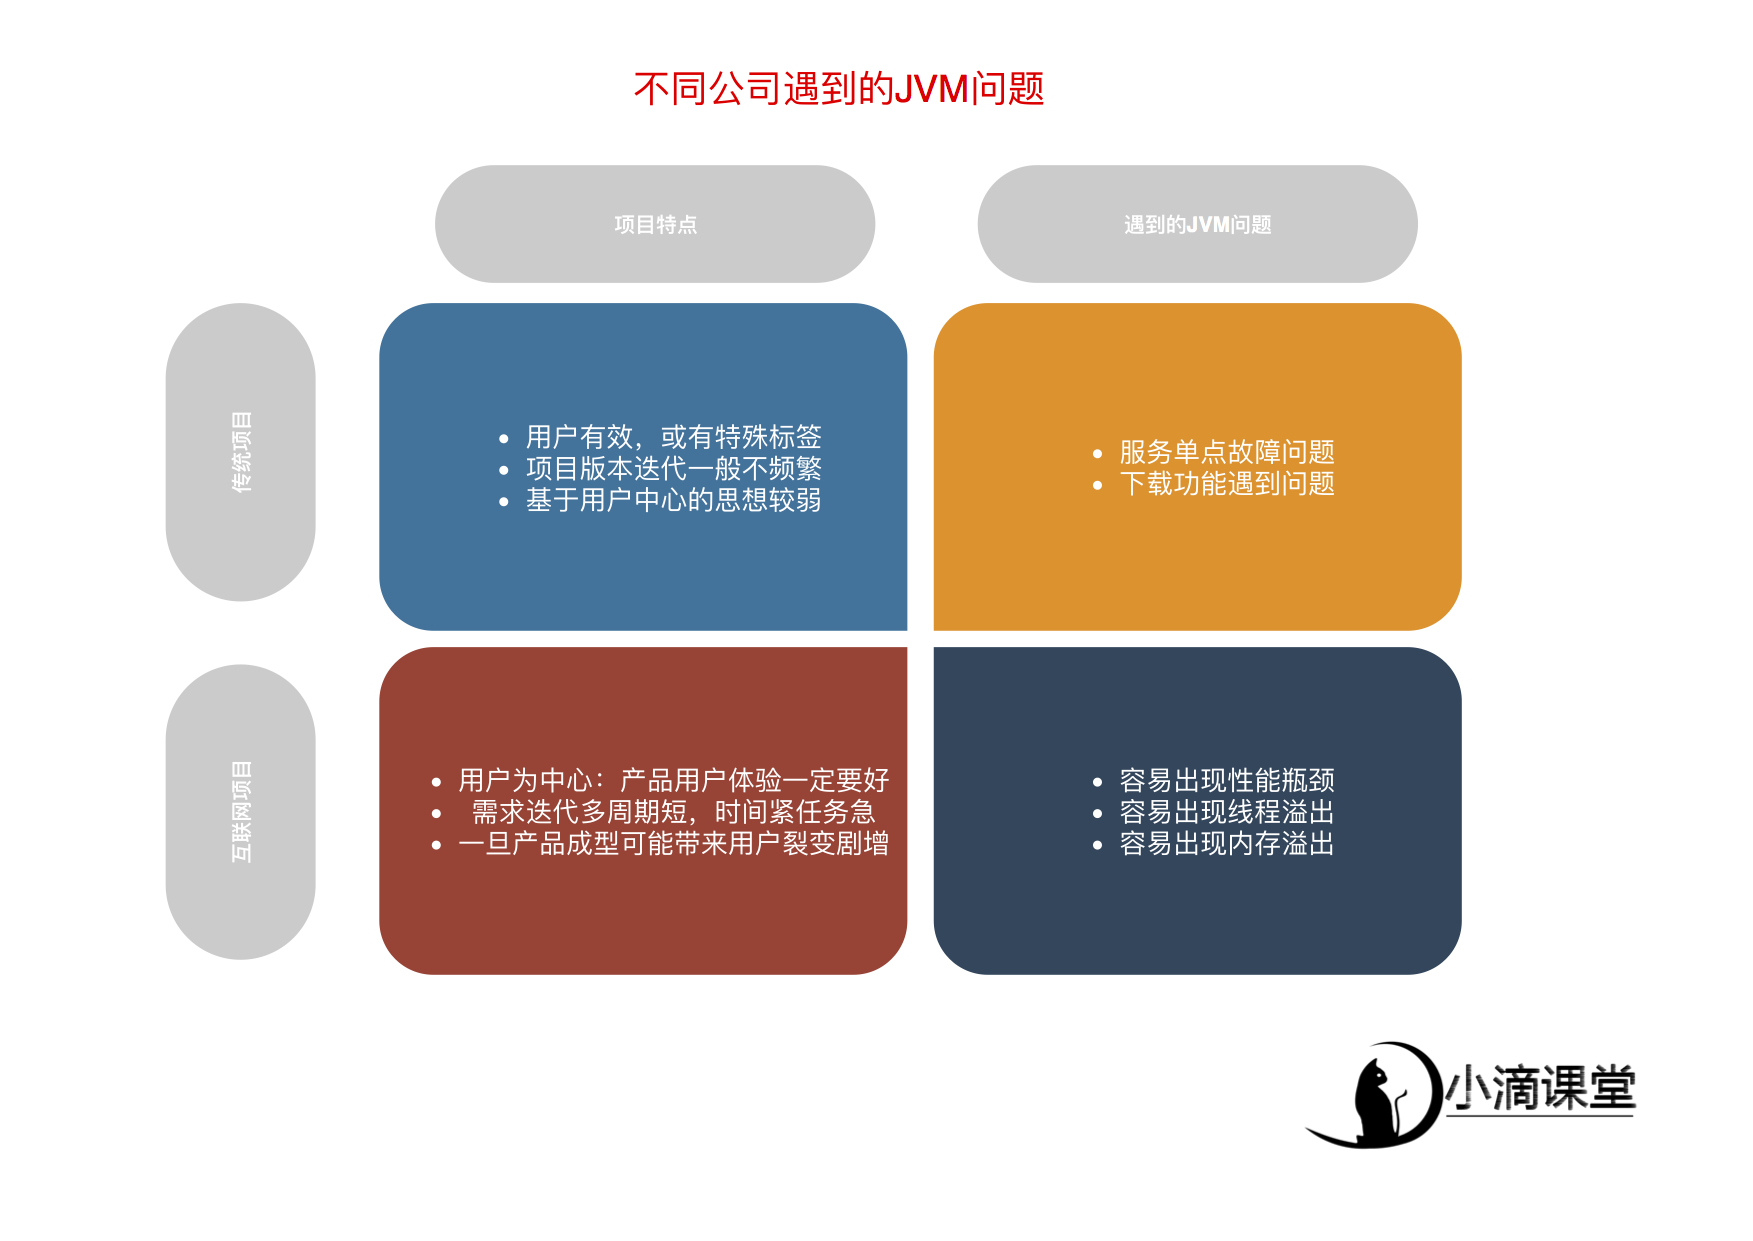 不同公司遇到的JVM问题
项目特点
遇到的JVM问题
传统项目
• 用户有效，或有特殊标签
• 项目版本迭代一般不频繁
• 基于用户中心的思想较弱
• 服务单点故障问题
• 下载功能遇到问题
互联网项目
• 用户为中心：产品用户体验一定要好
• 需求迭代多周期短，时间紧任务急
• 一旦产品成型可能带来用户裂变剧增
• 容易出现性能瓶颈
• 容易出现线程溢出
• 容易出现内存溢出
小滴课堂